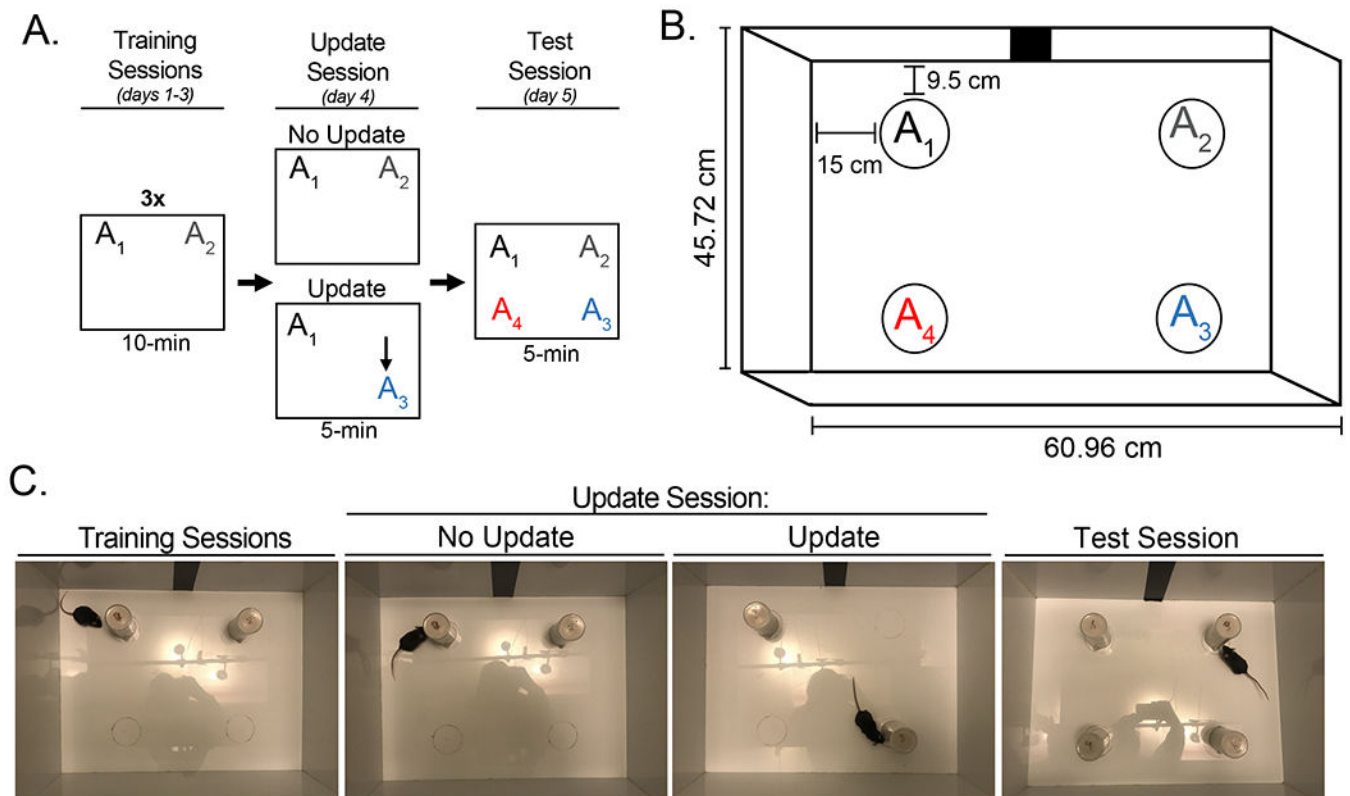 A.
Training
Sessions
(days 1-3)
Update
Session
(day 4)
Test
Session
(day 5)
3x
A1 A2
10-min
No Update
A1 A2
Update
A1
A3
5-min
A1 A2
A4 A3
5-min
B.
9.5 cm
15 cm
A1
A2
A4
A3
45.72 cm
60.96 cm
C.
Update Session:
Training Sessions
No Update
Update
Test Session